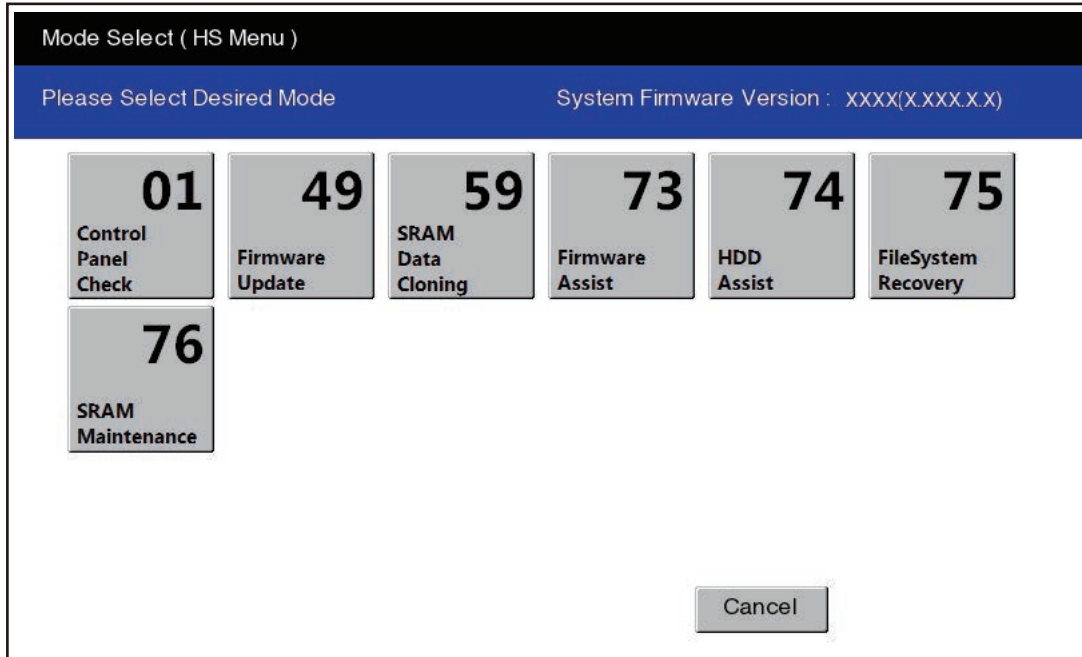 Mode Select ( HS Menu )
Please Select Desired Mode
System Firmware Version : XXXX(X.XXX.X.X)
01
Control
Panel
Check
49
Firmware
Update
59
SRAM
Data
Cloning
73
Firmware
Assist
74
HDD
Assist
75
FileSystem
Recovery
76
SRAM
Maintenance
Cancel